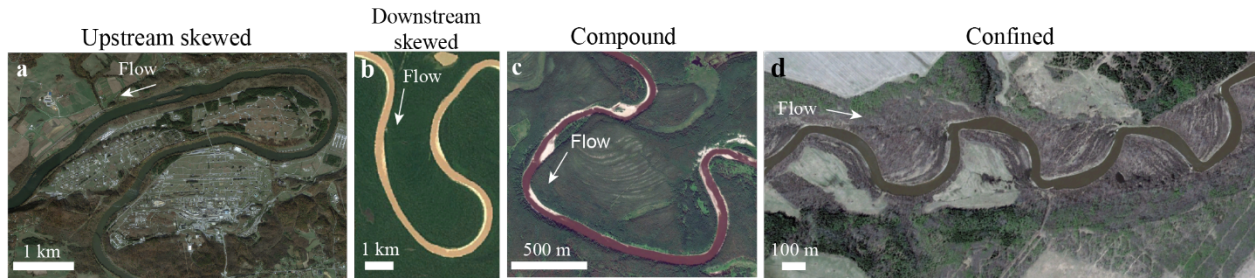 Upstream skewed
Downstream
skewed
Compound
Confined
a
Flow
1 km
b
Flow
1 km
c
Flow
500 m
d
Flow
100 m